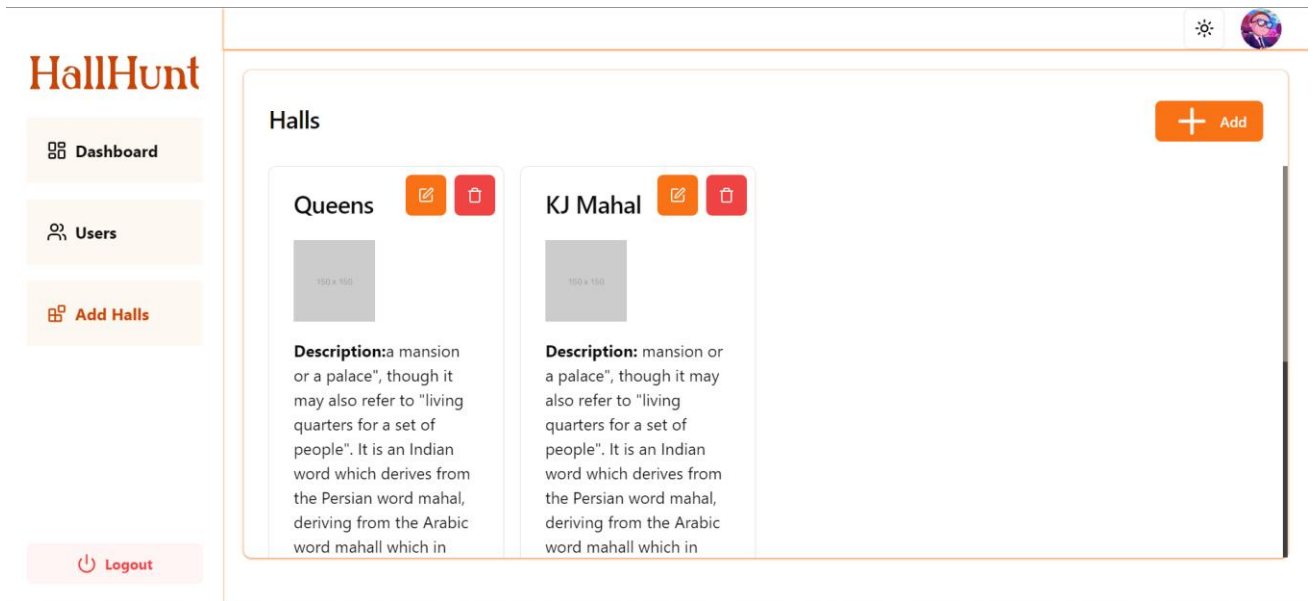 HallHunt
Dashboard
Users
Add Halls
Logout
Halls
Add
Queens
150 x 150
Description:a mansion
or a palace", though it
may also refer to "living
quarters for a set of
people". It is an Indian
word which derives from
the Persian word mahal,
deriving from the Arabic
word mahall which in
KJ Mahal
150 x 150
Description: mansion or
a palace", though it may
also refer to "living
quarters for a set of
people". It is an Indian
word which derives from
the Persian word mahal,
deriving from the Arabic
word mahall which in